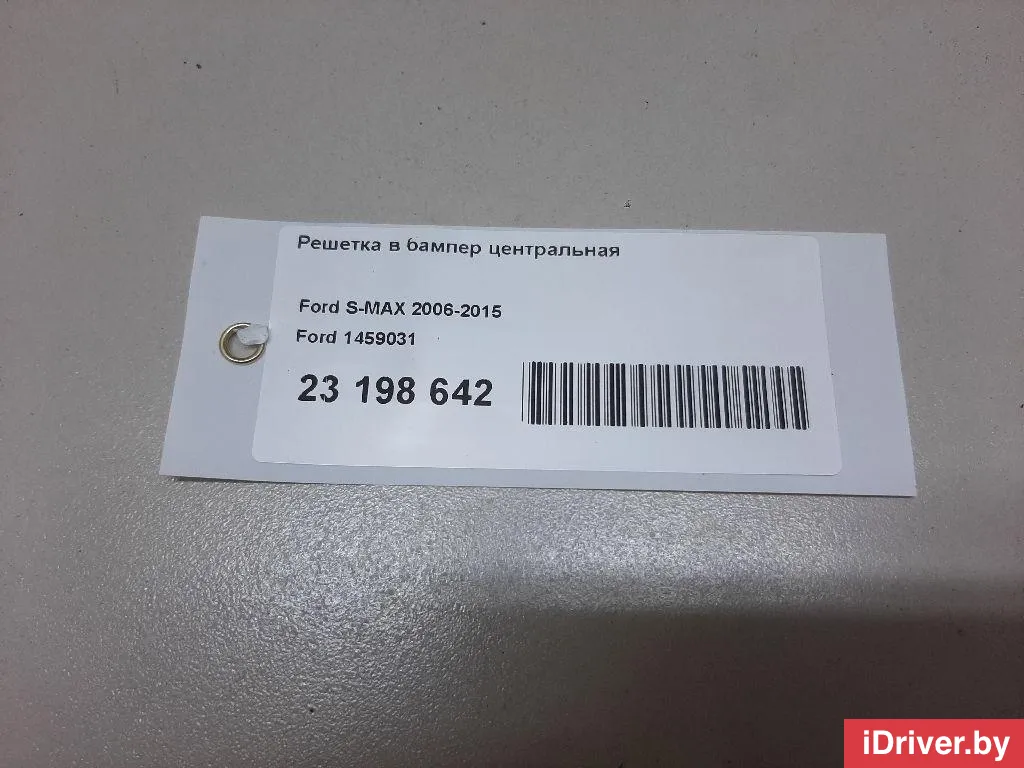 Решетка в бампер центральная
Ford S-MAX 2006-2015
Ford 1459031
23 198 642
iDriver.by